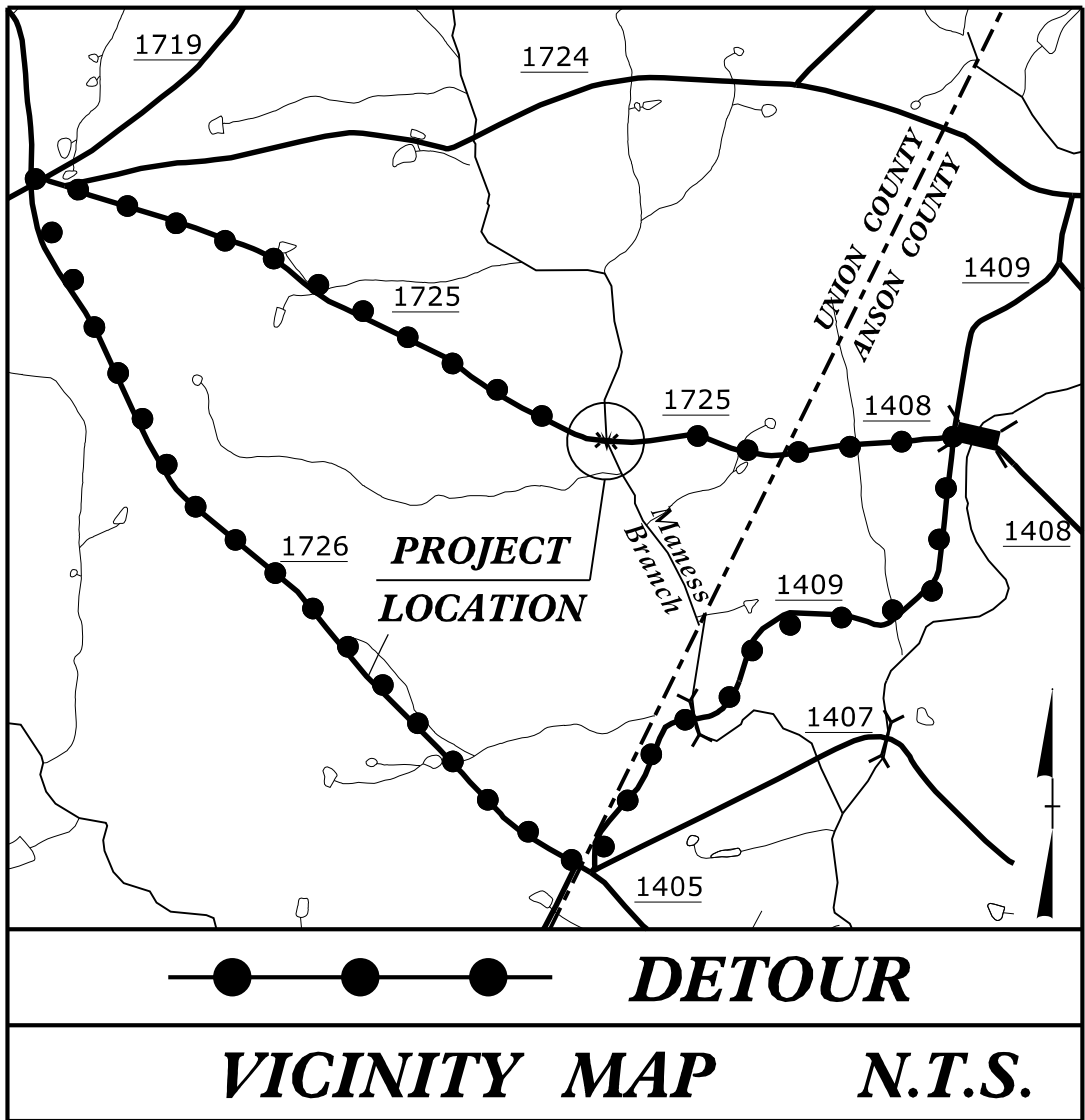 1719
1724
UNION COUNTY
ANSON COUNTY
1409
1725
1725
1408
1408
1726
PROJECT
LOCATION
Maness
Branch
1409
1407
1405
DETOUR
VICINITY MAP N.T.S.